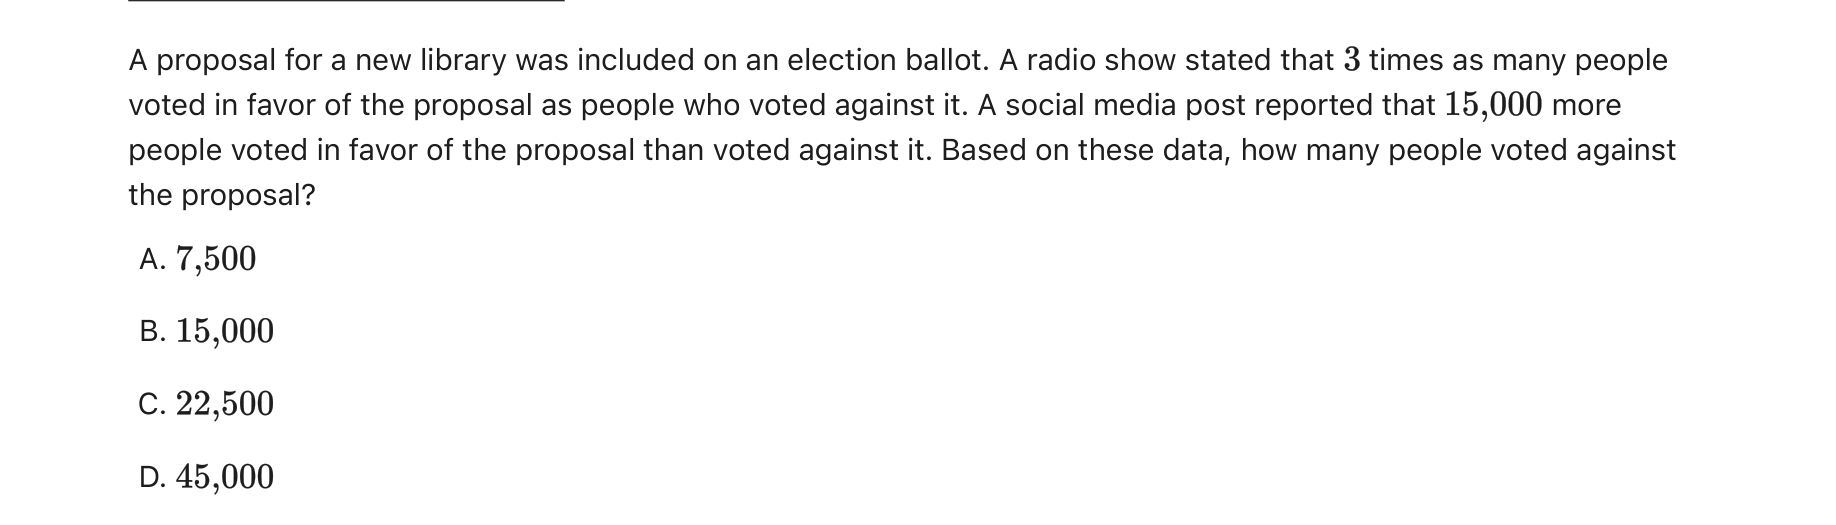 A proposal for a new library was included on an election ballot. A radio show stated that 3 times as many people
voted in favor of the proposal as people who voted against it. A social media post reported that 15,000 more
people voted in favor of the proposal than voted against it. Based on these data, how many people voted against
the proposal?
A. 7,500
B. 15,000
C. 22,500
D. 45,000